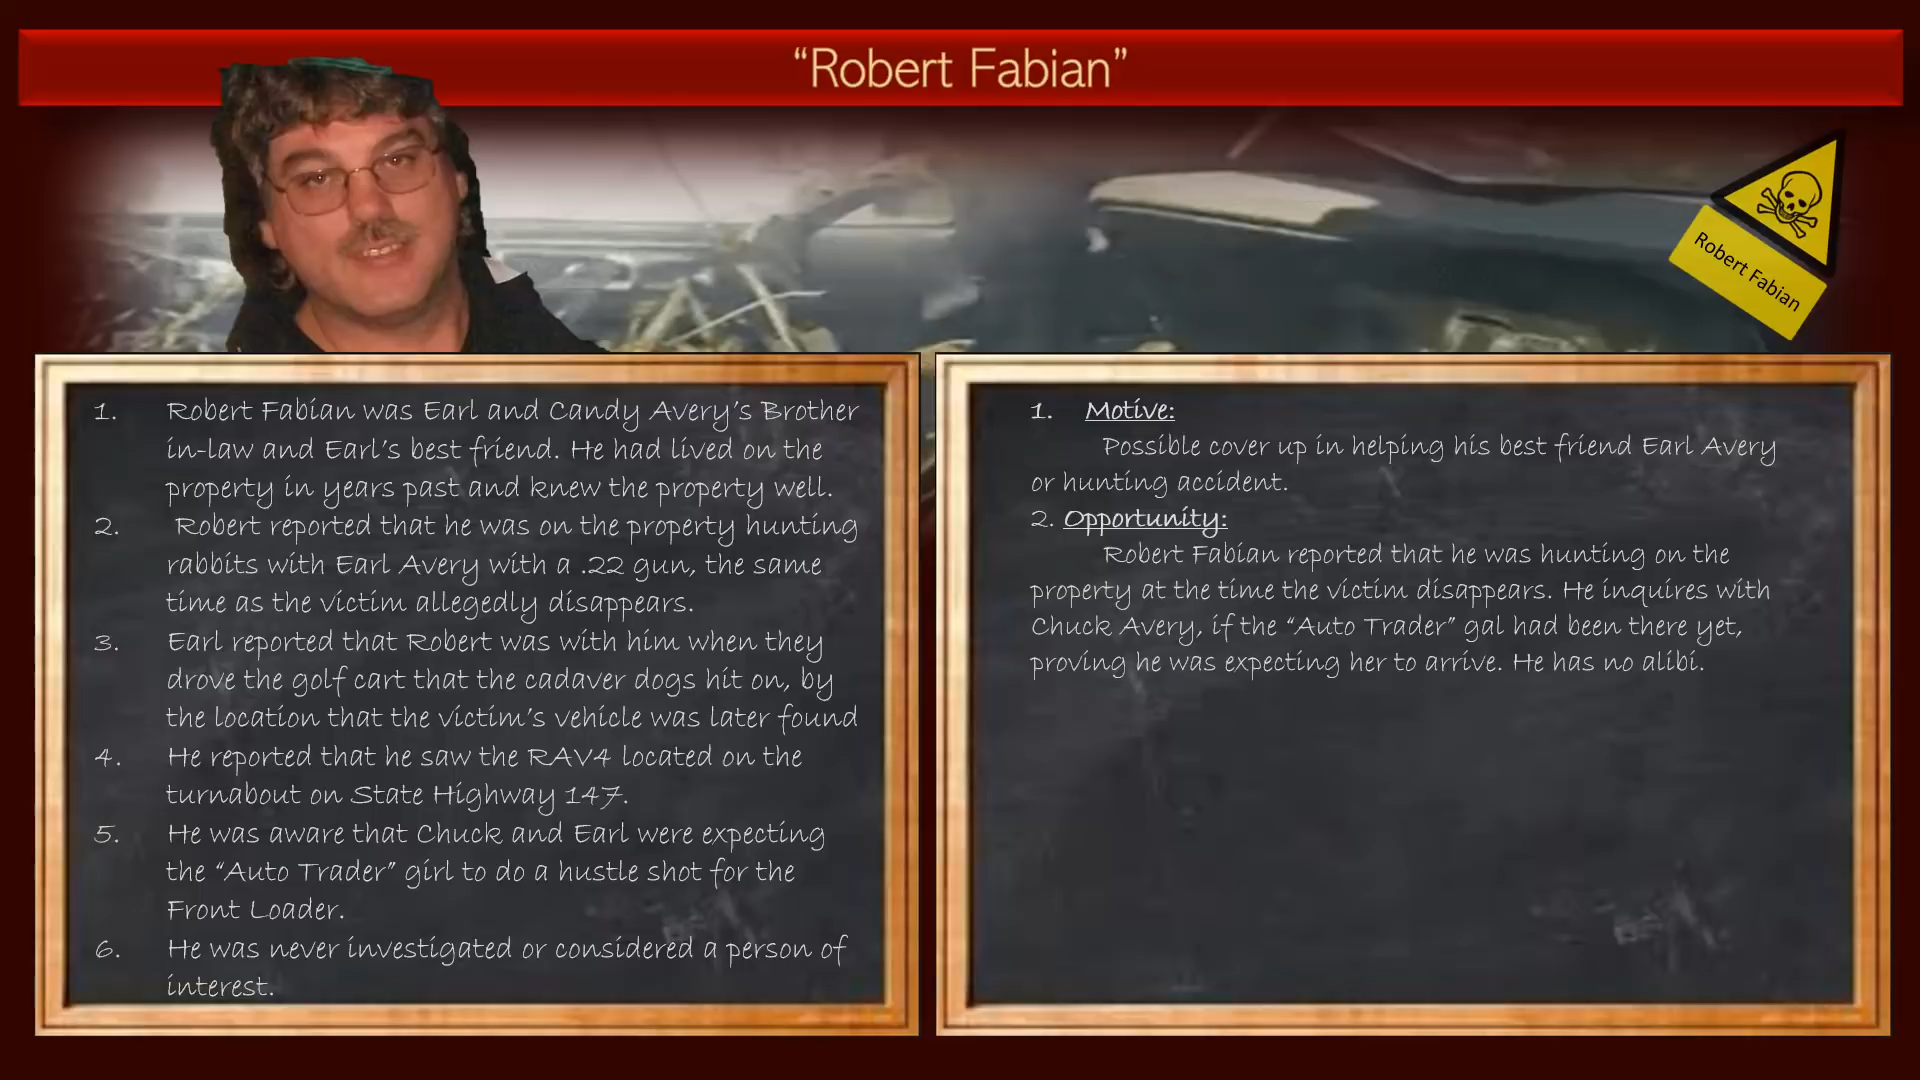 “Robert Fabian”
Robert Fabian
1. Robert Fabian was Earl and Candy Avery’s Brother
in-law and Earl’s best friend. He had lived on the
property in years past and knew the property well.
2. Robert reported that he was on the property hunting
rabbits with Earl Avery with a .22 gun, the same
time as the victim allegedly disappears.
3. Earl reported that Robert was with him when they
drove the golf cart that the cadaver dogs hit on, by
the location that the victim’s vehicle was later found
4. He reported that he saw the RAV4 located on the
turnabout on State Highway 147.
5. He was aware that Chuck and Earl were expecting
the “Auto Trader” girl to do a hustle shot for the
Front Loader.
6. He was never investigated or considered a person of
interest.
1. Motive:
Possible cover up in helping his best friend Earl Avery
or hunting accident.
2. Opportunity:
Robert Fabian reported that he was hunting on the
property at the time the victim disappears. He inquires with
Chuck Avery, if the “Auto Trader” gal had been there yet,
proving he was expecting her to arrive. He has no alibi.